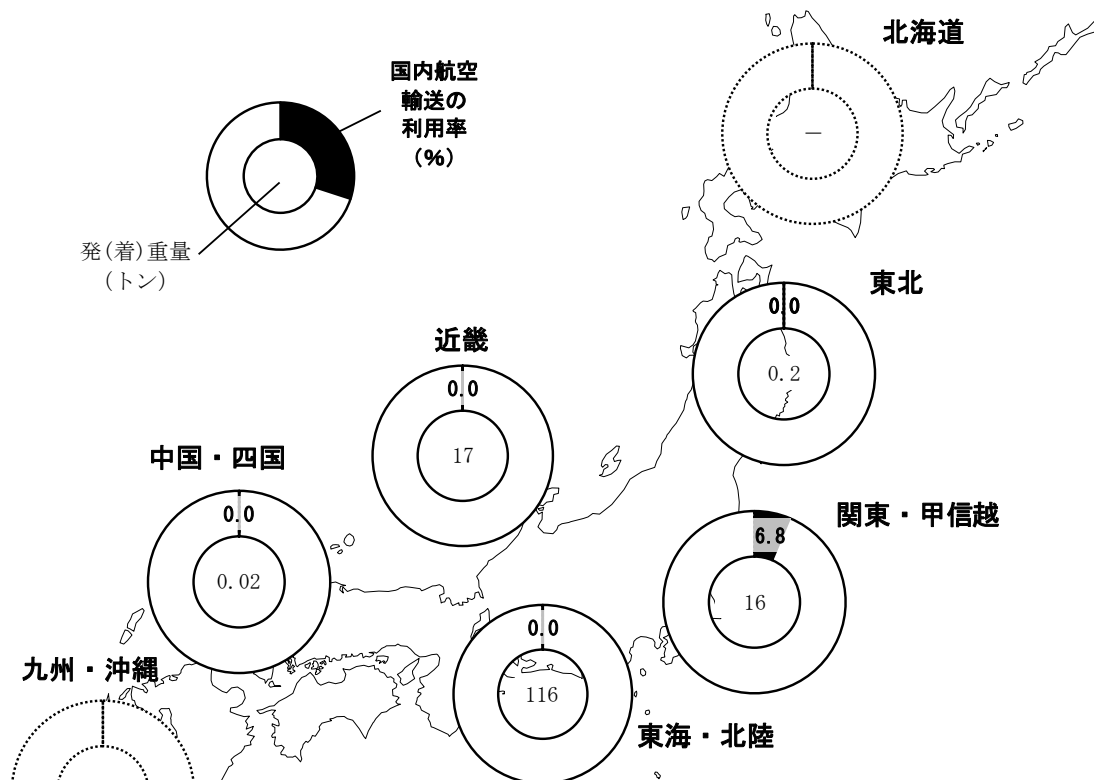 国内航空
輸送の
利用率
（%）
発(着)重量
(トン)
北海道
－
東北
0.0
0.2
近畿
0.0
17
中国・四国
0.0
0.02
関東・甲信越
6.8
16
九州・沖縄
東海・北陸
0.0
116